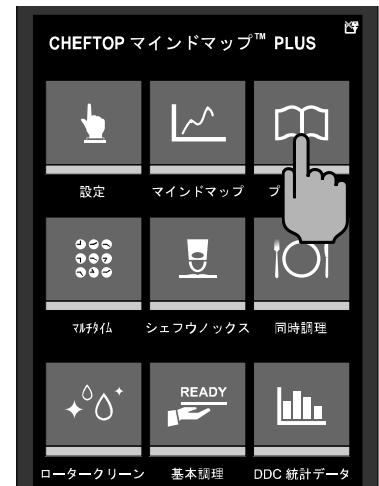 CHEFTOP マインドマップ™ PLUS
設定
マインドマップ
プ
マルチタイム
シェフウノックス
同時調理
READY
ロータークリーン
基本調理
DDC 統計データ